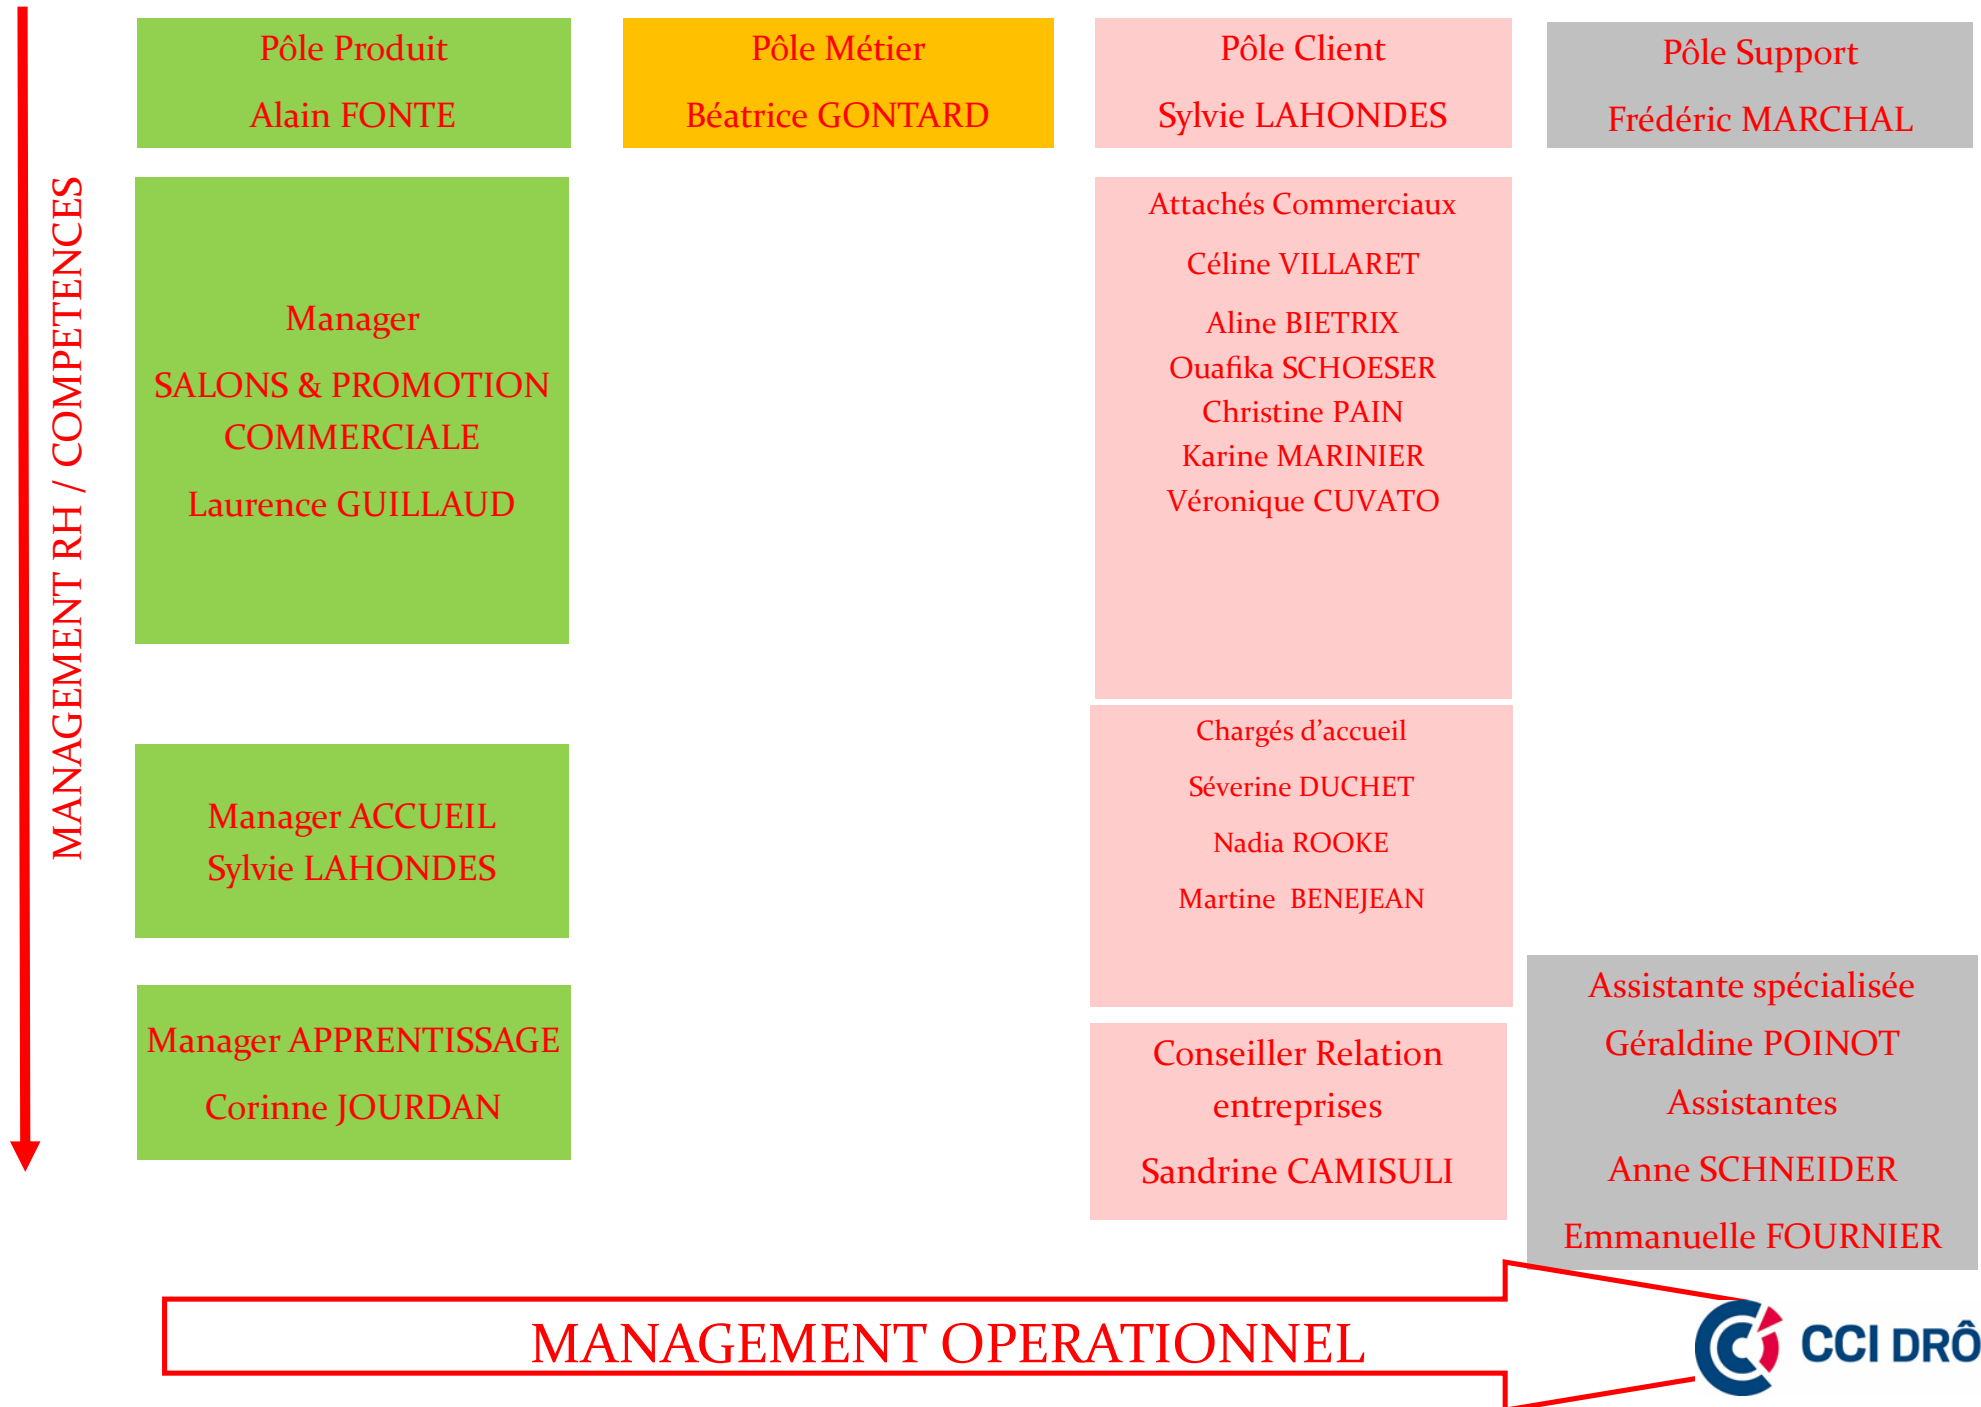 MANAGEMENT RH / COMPETENCES
Pôle Produit
Alain FONTE
Pôle Métier
Béatrice GONTARD
Pôle Client
Sylvie LAHONDES
Pôle Support
Frédéric MARCHAL
Manager
SALONS & PROMOTION
COMMERCIALE
Laurence GUILLAUD
Attachés Commerciaux
Céline VILLARET
Aline BIETRIX
Ouafika SCHOESER
Christine PAIN
Karine MARINIER
Véronique CUVATO
Manager ACCUEIL
Sylvie LAHONDES
Chargés d’accueil
Séverine DUCHET
Nadia ROOKE
Martine BENEJEAN
Manager APPRENTISSAGE
Corinne JOURDAN
Conseiller Relation
entreprises
Sandrine CAMISULI
Assistante spécialisée
Géraldine POINOT
Assistantes
Anne SCHNEIDER
Emmanuelle FOURNIER
MANAGEMENT OPERATIONNEL
CCI DRÔ